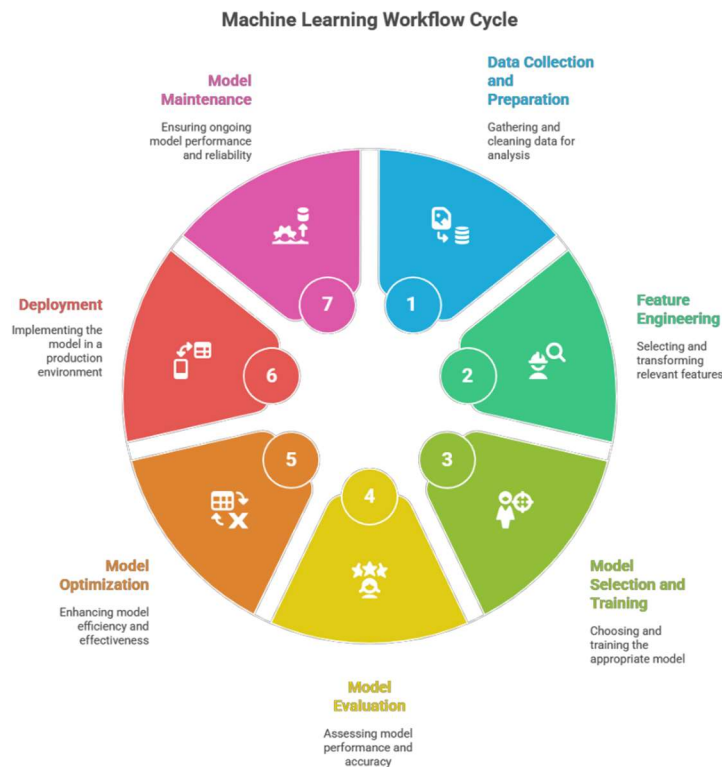 Machine Learning Workflow Cycle
Data Collection
and
Preparation
Gathering and
cleaning data for
analysis
1
Feature
Engineering
Selecting and
transforming
relevant features
2
Model
Selection and
Training
Choosing and
training the
appropriate model
3
Model
Evaluation
Assessing model
performance and
accuracy
4
Model
Optimization
Enhancing model
efficiency and
effectiveness
5
Deployment
Implementing the
model in a
production
environment
6
Model
Maintenance
Ensuring ongoing
model performance
and reliability
7